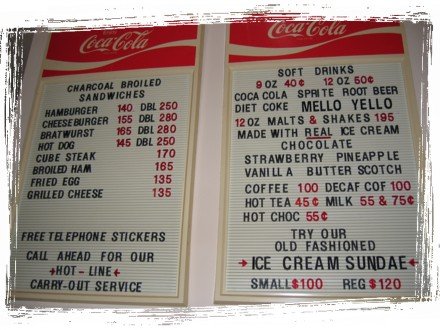 Coca-Cola
CHARCOAL BROILED
SANDWICHES
HAMBURGER 140 DBL 250
CHEESEBURGER 155 DBL 280
BRATWURST 165 DBL 280
HOT DOG 145 DBL 250
CUBE STEAK 170
BROILED HAM 165
FRIED EGG 135
GRILLED CHEESE 135
FREE TELEPHONE STICKERS
CALL AHEAD FOR OUR
HOT-LINE
CARRY-OUT SERVICE
Coca-Cola
SOFT DRINKS
9 OZ 40¢ 12 OZ 50¢
COCA COLA SPRITE ROOT BEER
DIET COKE MELLO YELLO
12 OZ MALTS & SHAKES 195
MADE WITH REAL ICE CREAM
CHOCOLATE
STRAWBERRY PINEAPPLE
VANILLA BUTTER SCOTCH
COFFEE 100 DECAF COF 100
HOT TEA 45¢ MILK 55 & 75¢
HOT CHOC 55¢
TRY OUR
OLD FASHIONED
ICE CREAM SUNDAE
SMALL $100 REG $120